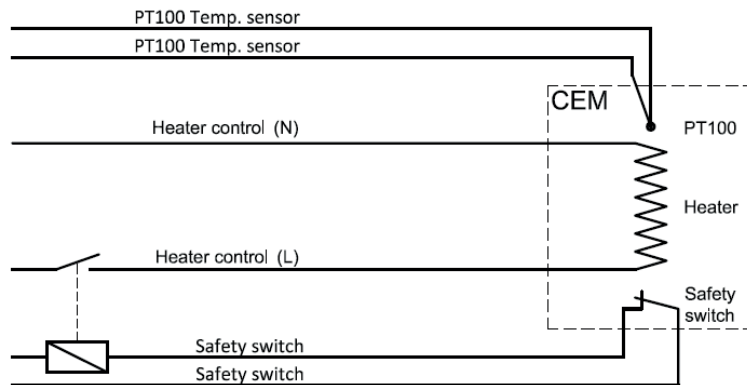 PT100 Temp. sensor
PT100 Temp. sensor
CEM
Heater control (N)
PT100
Heater
Heater control (L)
Safety
switch
Safety switch
Safety switch